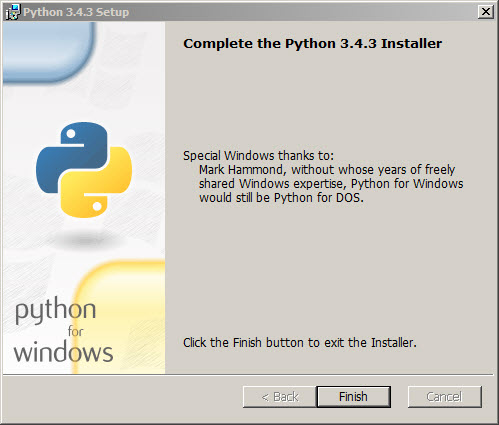 Python 3.4.3 Setup
Complete the Python 3.4.3 Installer
Special Windows thanks to:
Mark Hammond, without whose years of freely
shared Windows expertise, Python for Windows
would still be Python for DOS.
python
for
windows
Click the Finish button to exit the Installer.
< Back
Finish
Cancel